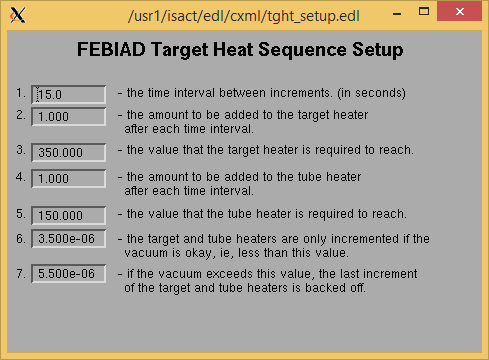 /usr1/isact/edl/cxml/tght_setup.edl
FEBIAD Target Heat Sequence Setup
1. 15.0 - the time interval between increments. (in seconds)
2. 1.000 - the amount to be added to the target heater
after each time interval.
3. 350.000 - the value that the target heater is required to reach.
4. 1.000 - the amount to be added to the tube heater
after each time interval.
5. 150.000 - the value that the tube heater is required to reach.
6. 3.500e-06 - the target and tube heaters are only incremented if the
vacuum is okay, ie, less than this value.
7. 5.500e-06 - if the vacuum exceeds this value, the last increment
of the target and tube heaters is backed off.